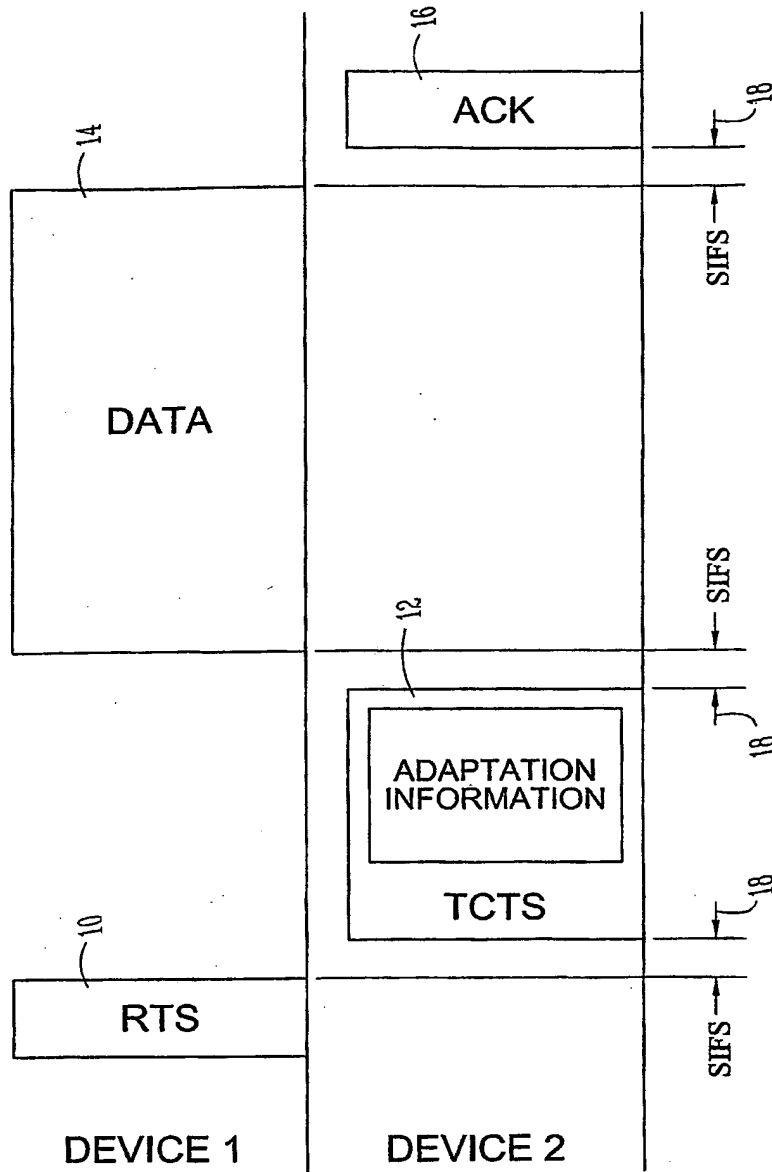 14
DATA
10
RTS
DEVICE 1
16
ACK
12
ADAPTATION
INFORMATION
TCTS
DEVICE 2
18
SIFS
SIFS
18
18
SIFS